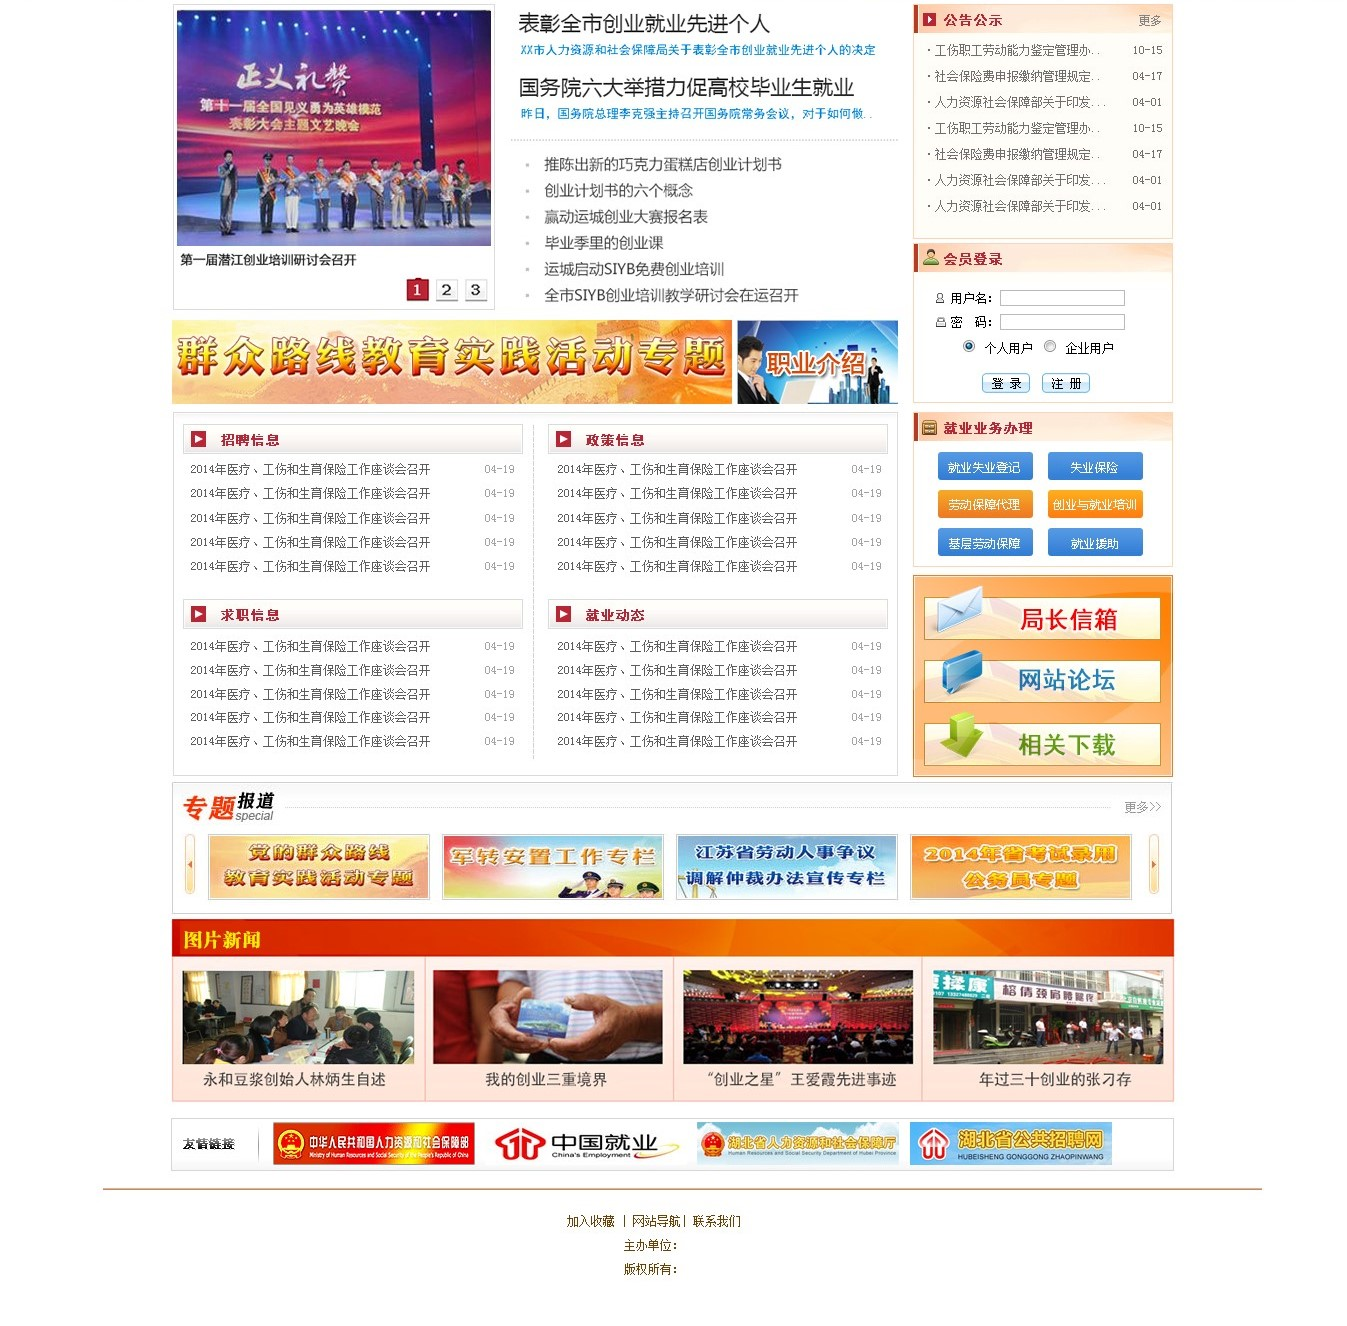 正义礼赞
第十一届全国见义勇为英雄模范
表彰大会主题文艺晚会
第一届潜江创业培训研讨会召开
1 2 3
表彰全市创业就业先进个人
XX市人力资源和社会保障局关于表彰全市创业就业先进个人的决定
国务院六大举措力促高校毕业生就业
昨日，国务院总理李克强主持召开国务院常务会议，对于如何做..
推陈出新的巧克力蛋糕店创业计划书
创业计划书的六个概念
赢动运城创业大赛报名表
毕业季里的创业课
运城启动SIYB免费创业培训
全市SIYB创业培训教学研讨会在运召开
公告公示 更多
·工伤职工劳动能力鉴定管理办.. 10-15
·社会保险费申报缴纳管理规定.. 04-17
·人力资源社会保障部关于印发... 04-01
·工伤职工劳动能力鉴定管理办.. 10-15
·社会保险费申报缴纳管理规定.. 04-17
·人力资源社会保障部关于印发... 04-01
·人力资源社会保障部关于印发... 04-01
会员登录
用户名：
密 码：
个人用户 企业用户
登 录 注 册
群众路线教育实践活动专题
职业介绍
招聘信息
2014年医疗、工伤和生育保险工作座谈会召开 04-19
2014年医疗、工伤和生育保险工作座谈会召开 04-19
2014年医疗、工伤和生育保险工作座谈会召开 04-19
2014年医疗、工伤和生育保险工作座谈会召开 04-19
2014年医疗、工伤和生育保险工作座谈会召开 04-19
政策信息
2014年医疗、工伤和生育保险工作座谈会召开 04-19
2014年医疗、工伤和生育保险工作座谈会召开 04-19
2014年医疗、工伤和生育保险工作座谈会召开 04-19
2014年医疗、工伤和生育保险工作座谈会召开 04-19
2014年医疗、工伤和生育保险工作座谈会召开 04-19
求职信息
2014年医疗、工伤和生育保险工作座谈会召开 04-19
2014年医疗、工伤和生育保险工作座谈会召开 04-19
2014年医疗、工伤和生育保险工作座谈会召开 04-19
2014年医疗、工伤和生育保险工作座谈会召开 04-19
2014年医疗、工伤和生育保险工作座谈会召开 04-19
就业动态
2014年医疗、工伤和生育保险工作座谈会召开 04-19
2014年医疗、工伤和生育保险工作座谈会召开 04-19
2014年医疗、工伤和生育保险工作座谈会召开 04-19
2014年医疗、工伤和生育保险工作座谈会召开 04-19
2014年医疗、工伤和生育保险工作座谈会召开 04-19
就业业务办理
就业失业登记 失业保险
劳动保障代理 创业与就业培训
基层劳动保障 就业援助
局长信箱
网站论坛
相关下载
专题报道 special 更多>>
党的群众路线
教育实践活动专题
军转安置工作专栏
江苏省劳动人事争议
调解仲裁办法宣传专栏
2014年省考试录用
公务员专题
图片新闻
揉康
榕倩颈肩腰腿疼
永和豆浆创始人林炳生自述
我的创业三重境界
“创业之星”王爱霞先进事迹
年过三十创业的张刁存
友情链接
中华人民共和国人力资源和社会保障部
Ministry of Human Resources and Social Security of the People's Republic of China
中国就业
China's Employment
湖北省人力资源和社会保障厅
Human Resources and Social Security Department of Hubei Province
湖北省公共招聘网
HUBEISHENG GONGGONG ZHAOPINWANG
加入收藏 | 网站导航| 联系我们
主办单位：
版权所有：